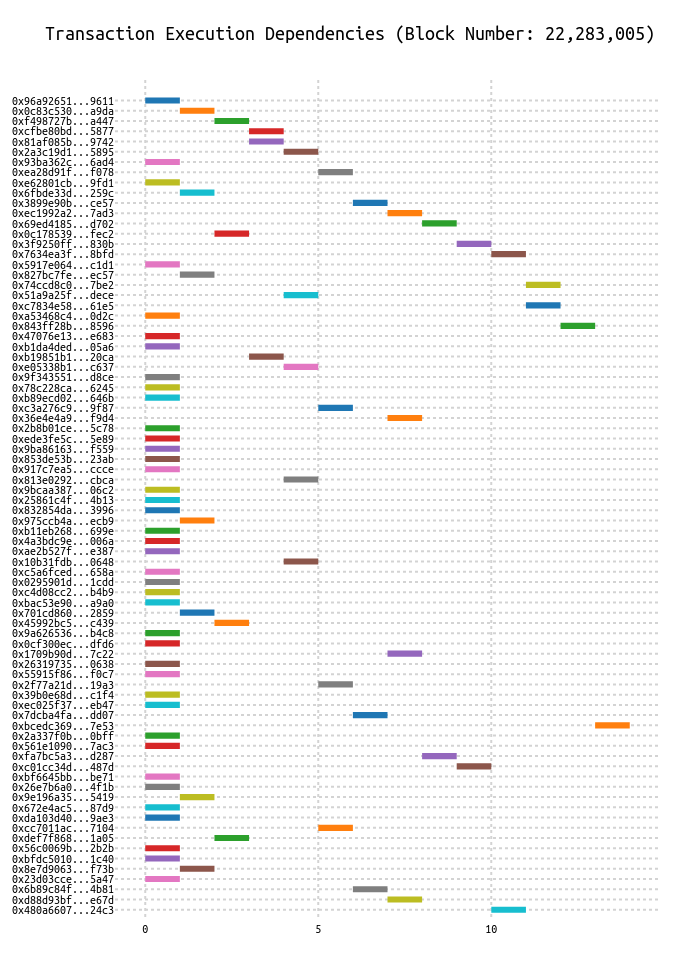 Transaction Execution Dependencies (Block Number: 22,283,005)
0x96a92651...9611
0x0c83c530...a9da
0xf498727b...a447
0xcfbe80bd...5877
0x81af085b...9742
0x2a3c19d1...5895
0x93ba362c...6ad4
0xea28d91f...f078
0xe62801cb...9fd1
0x6fbde33d...259c
0x3899e90b...ce57
0xec1992a2...7ad3
0x69ed4185...d702
0x0c178539...fec2
0x3f9250ff...830b
0x7634ea3f...8bfd
0x5917e064...c1d1
0x827bc7fe...ec57
0x74ccd8c0...7be2
0x51a9a25f...dece
0xc7834e58...61e5
0xa53468c4...0d2c
0x843ff28b...8596
0x47076e13...e683
0xb1da4ded...05a6
0xb19851b1...20ca
0xe05338b1...c637
0x9f343551...d8ce
0x78c228ca...6245
0xb89ecd02...646b
0xc3a276c9...9f87
0x36e4e4a9...f9d4
0x2b8b01ce...5c78
0xede3fe5c...5e89
0x9ba86163...f559
0x853de53b...23ab
0x917c7ea5...ccce
0x813e0292...cbca
0x9bcaa387...06c2
0x25861c4f...4b13
0x832854da...3996
0x975ccb4a...ecb9
0xb11eb268...699e
0x4a3bdc9e...006a
0xae2b527f...e387
0x10b31fdb...0648
0xc5a6fced...658a
0x0295901d...1cdd
0xc4d08cc2...b4b9
0xbac53e90...a9a0
0x701cd860...2859
0x45992bc5...c439
0x9a626536...b4c8
0x0cf300ec...dfd6
0x1709b90d...7c22
0x26319735...0638
0x55915f86...f0c7
0x2f77a21d...19a3
0x39b0e68d...c1f4
0xec025f37...eb47
0x7dcba4fa...dd07
0xbcedc369...7e53
0x2a337f0b...0bff
0x561e1090...7ac3
0xfa7bc5a3...d287
0xc01cc34d...487d
0xbf6645bb...be71
0x26e7b6a0...4f1b
0x9e196a35...5419
0x672e4ac5...87d9
0xda103d40...9ae3
0xcc7011ac...7104
0xdef7f868...1a05
0x56c0069b...2b2b
0xbfdc5010...1c40
0x8e7d9063...f73b
0x23d03cce...5a47
0x6b89c84f...4b81
0xd88d93bf...e67d
0x480a6607...24c3
0 5 10